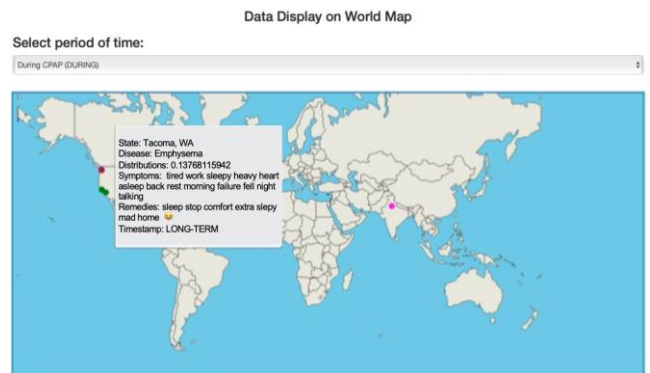 Data Display on World Map
Select period of time:
During CPAP (DURING)
State: Tacoma, WA
Disease: Emphysema
Distributions: 0.13768115942
Symptoms: tired work sleepy heavy heart
asleep back rest morning failure fell night
talking
Remedies: sleep stop comfort extra slepy
mad home 😂
Timestamp: LONG-TERM